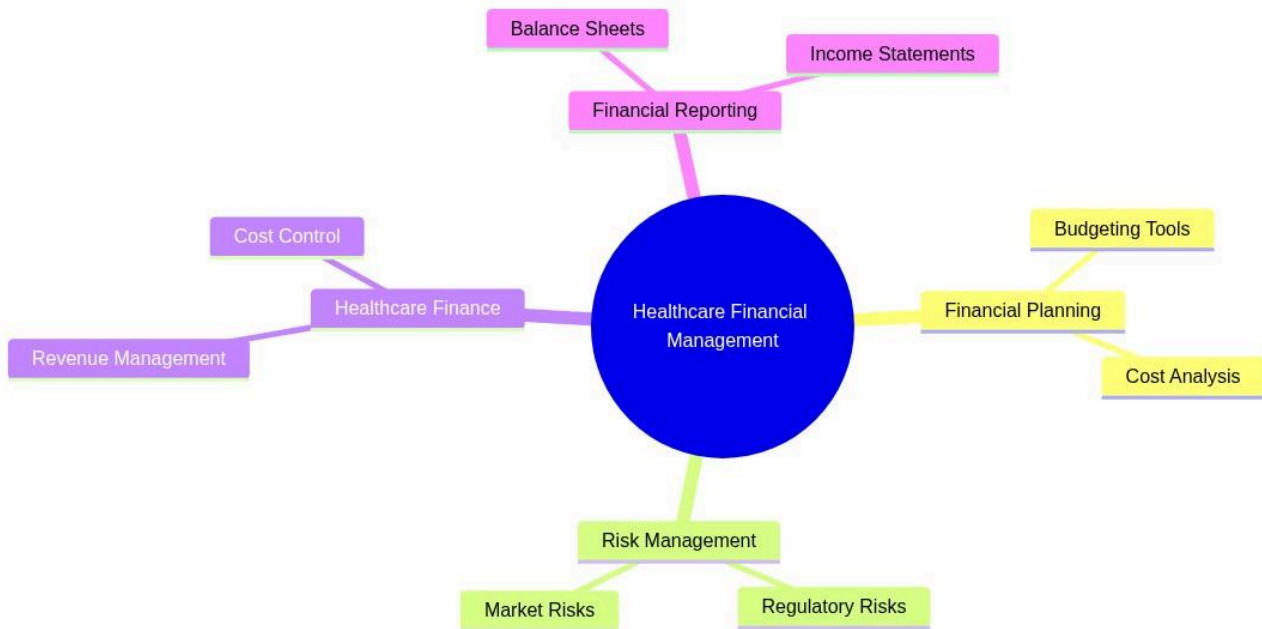 Balance Sheets
Income Statements
Financial Reporting
Cost Control
Budgeting Tools
Healthcare Finance
Healthcare Financial
Management
Financial Planning
Revenue Management
Cost Analysis
Risk Management
Market Risks
Regulatory Risks